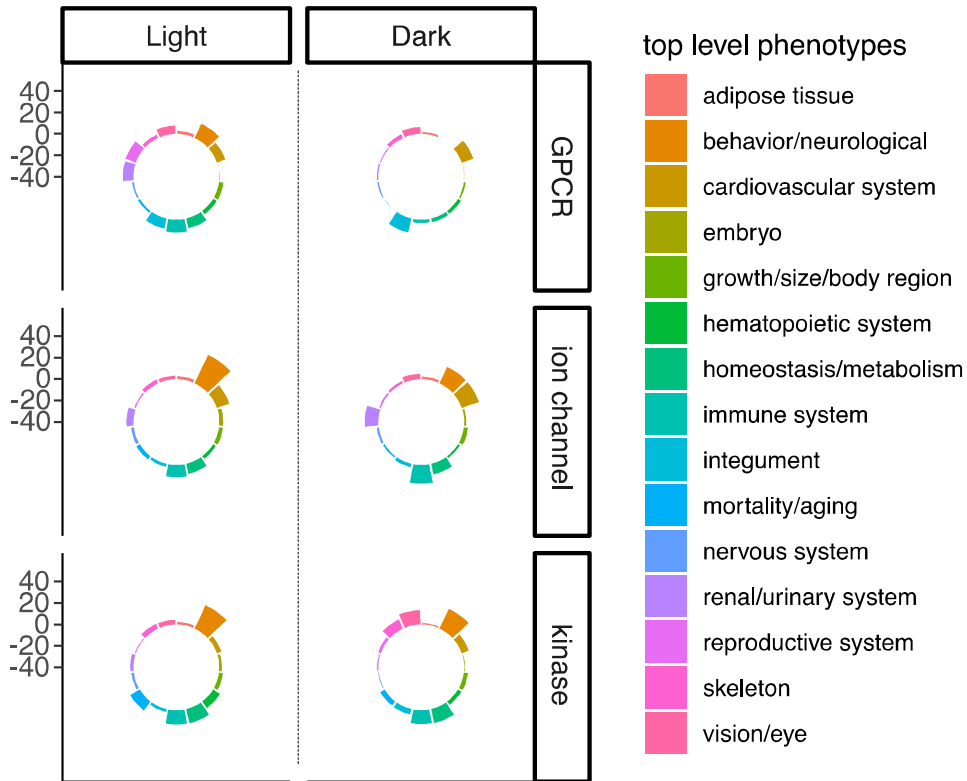 Light
Dark
40
20
0
-20
-40
GPCR
40
20
0
-20
-40
ion channel
40
20
0
-20
-40
kinase
top level phenotypes
adipose tissue
behavior/neurological
cardiovascular system
embryo
growth/size/body region
hematopoietic system
homeostasis/metabolism
immune system
integument
mortality/aging
nervous system
renal/urinary system
reproductive system
skeleton
vision/eye